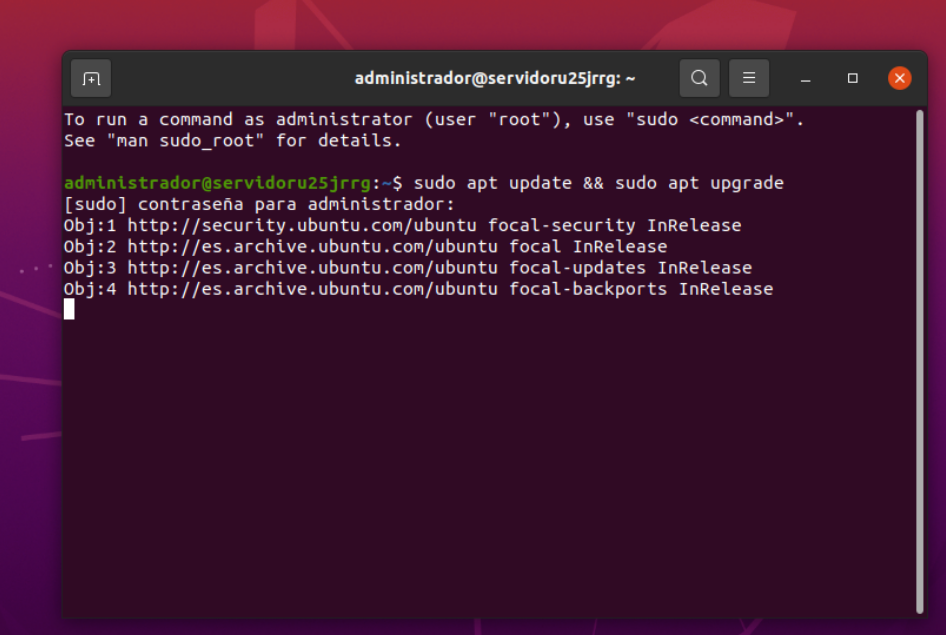 administrador@servidoru25jrrg: ~
To run a command as administrator (user "root"), use "sudo <command>".
See "man sudo_root" for details.
administrador@servidoru25jrrg:~$ sudo apt update && sudo apt upgrade
[sudo] contraseña para administrador:
Obj:1 http://security.ubuntu.com/ubuntu focal-security InRelease
Obj:2 http://es.archive.ubuntu.com/ubuntu focal InRelease
Obj:3 http://es.archive.ubuntu.com/ubuntu focal-updates InRelease
Obj:4 http://es.archive.ubuntu.com/ubuntu focal-backports InRelease